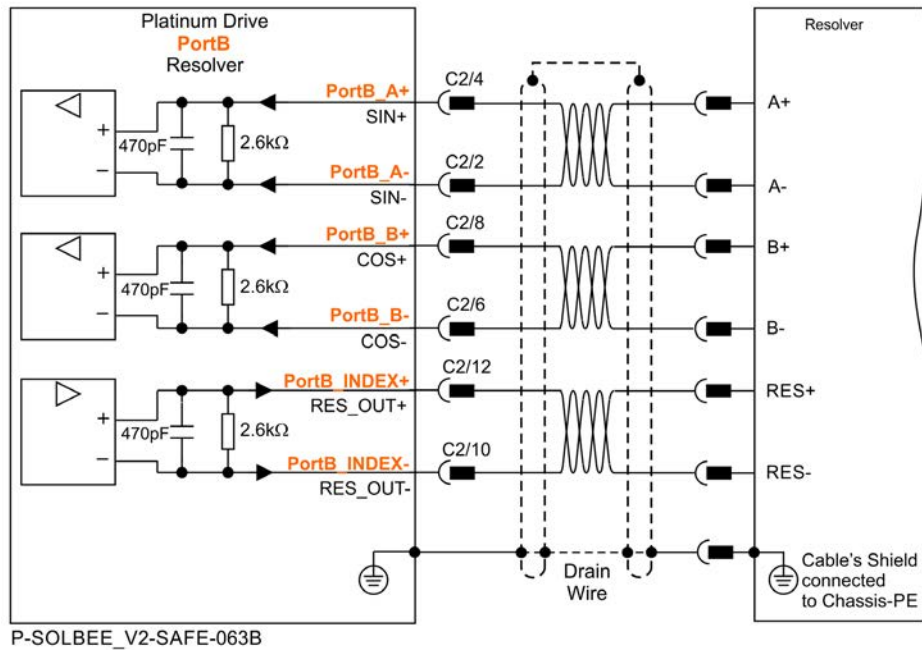 Platinum Drive
PortB
Resolver
Resolver
PortB_A+
SIN+
C2/4
A+
+
470pF
2.6kΩ
−
PortB_A-
SIN-
C2/2
A-
PortB_B+
COS+
C2/8
B+
+
470pF
2.6kΩ
−
PortB_B-
COS-
C2/6
B-
PortB_INDEX+
RES_OUT+
C2/12
RES+
+
470pF
2.6kΩ
−
PortB_INDEX-
RES_OUT-
C2/10
RES-
Drain
Wire
Cable's Shield
connected
to Chassis-PE
P-SOLBEE_V2-SAFE-063B